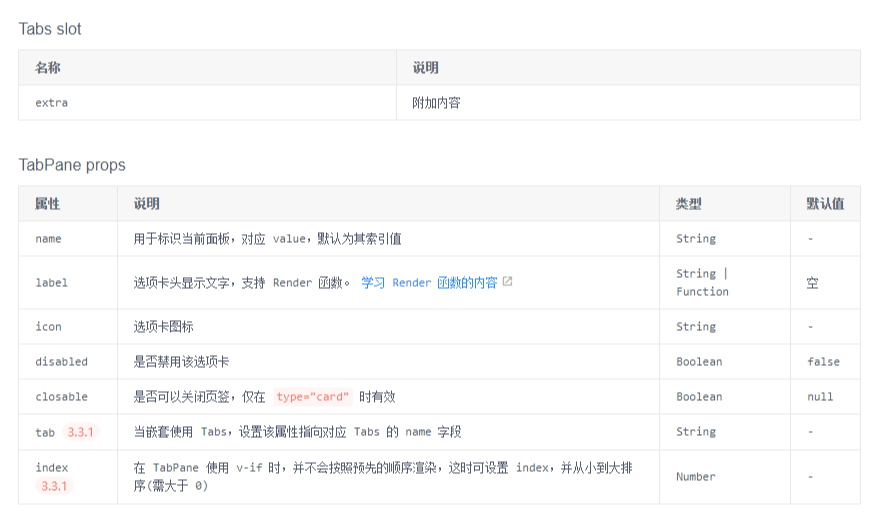 Tabs slot
名称 说明
extra 附加内容
TabPane props
属性 说明 类型 默认值
name 用于标识当前面板，对应 value，默认为其索引值 String -
label 选项卡头显示文字，支持 Render 函数。 学习 Render 函数的内容 String | Function 空
icon 选项卡图标 String -
disabled 是否禁用该选项卡 Boolean false
closable 是否可以关闭页签，仅在 type="card" 时有效 Boolean null
tab 3.3.1 当嵌套使用 Tabs，设置该属性指向对应 Tabs 的 name 字段 String -
index 3.3.1 在 TabPane 使用 v-if 时，并不会按照预先的顺序渲染，这时可设置 index，并从小到大排序(需大于 0) Number -